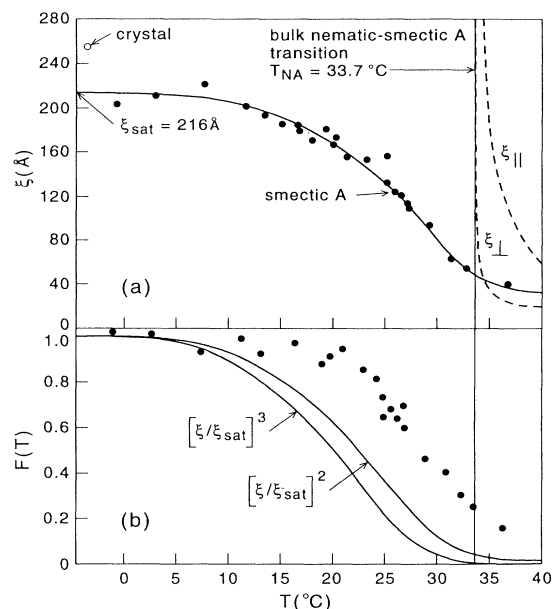 crystal
bulk nematic-smectic A
transition
T_NA = 33.7 °C
ξ_sat = 216Å
smectic A
ξ_||
ξ_⊥
(a)
ξ(Å)
280
240
200
160
120
80
40
0
[ξ/ξ_sat]^3
[ξ/ξ_sat]^2
(b)
F(T)
1.0
0.8
0.6
0.4
0.2
0
0 5 10 15 20 25 30 35 40
T(°C)